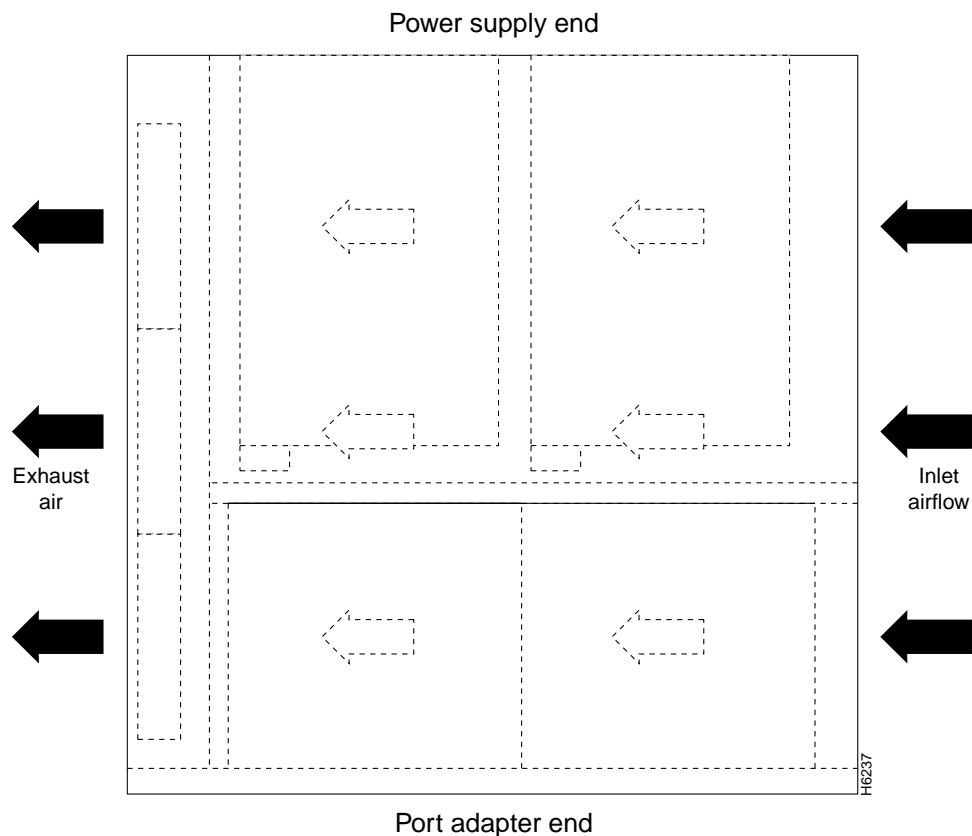 Power supply end
Exhaust
air
Inlet
airflow
H6237
Port adapter end